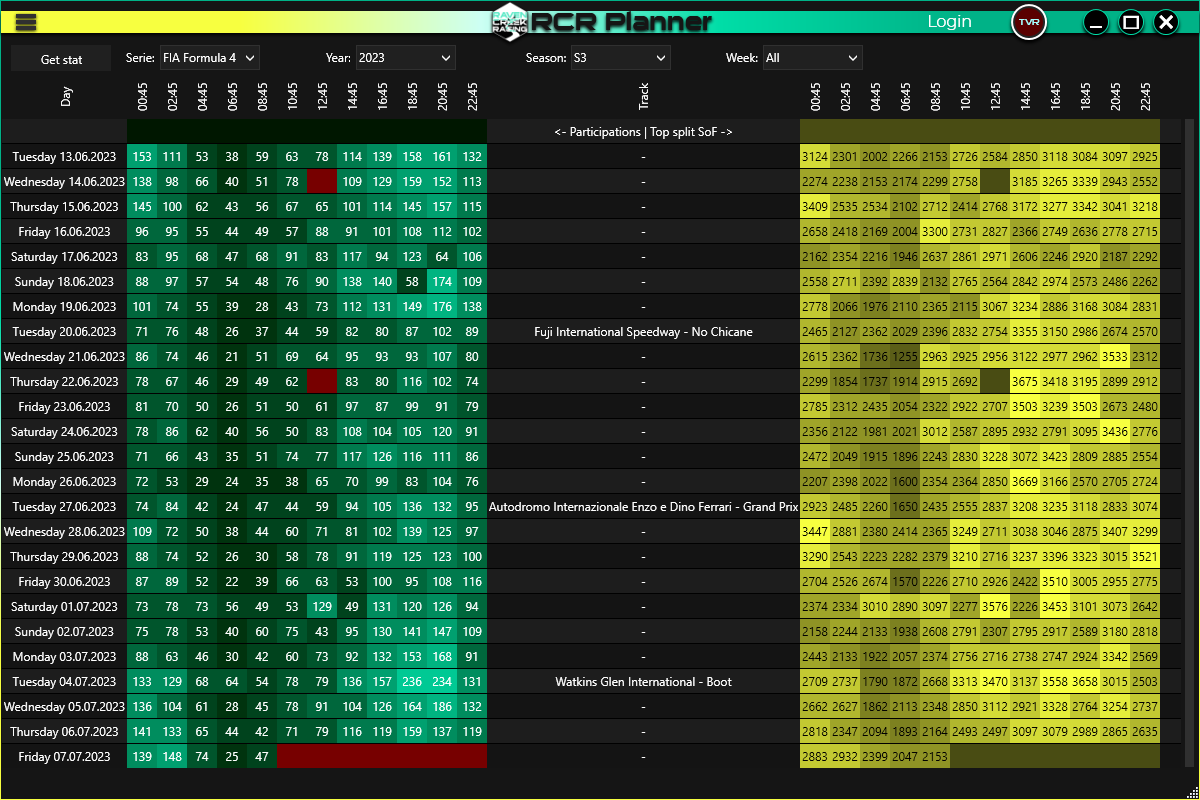 RAVEN CREEK RACING RCR Planner Login TVR
Get stat Serie: FIA Formula 4 Year: 2023 Season: S3 Week: All
Day 00:45 02:45 04:45 06:45 08:45 10:45 12:45 14:45 16:45 18:45 20:45 22:45 Track 00:45 02:45 04:45 06:45 08:45 10:45 12:45 14:45 16:45 18:45 20:45 22:45
<- Participations | Top split SoF ->
Tuesday 13.06.2023 153 111 53 38 59 63 78 114 139 158 161 132 - 3124 2301 2002 2266 2153 2726 2584 2850 3118 3084 3097 2925
Wednesday 14.06.2023 138 98 66 40 51 78 109 129 159 152 113 - 2274 2238 2153 2174 2299 2758 3185 3265 3339 2943 2552
Thursday 15.06.2023 145 100 62 43 56 67 65 101 114 145 157 115 - 3409 2535 2534 2102 2712 2414 2768 3172 3277 3342 3041 3218
Friday 16.06.2023 96 95 55 44 49 57 88 91 101 108 112 102 - 2658 2418 2169 2004 3300 2731 2827 2366 2749 2636 2778 2715
Saturday 17.06.2023 83 95 68 47 68 91 83 117 94 123 64 106 - 2162 2354 2216 1946 2637 2861 2971 2606 2246 2920 2187 2292
Sunday 18.06.2023 88 97 57 54 48 76 90 138 140 58 174 109 - 2558 2711 2392 2839 2132 2765 2564 2842 2974 2573 2486 2262
Monday 19.06.2023 101 74 55 39 28 43 73 112 131 149 176 138 - 2778 2066 1976 2110 2365 2115 3067 3234 2886 3168 3084 2831
Tuesday 20.06.2023 71 76 48 26 37 44 59 82 80 87 102 89 Fuji International Speedway - No Chicane 2465 2127 2362 2029 2396 2832 2754 3355 3150 2986 2674 2570
Wednesday 21.06.2023 86 74 46 21 51 69 64 95 93 93 107 80 - 2615 2362 1736 1255 2963 2925 2956 3122 2977 2962 3533 2312
Thursday 22.06.2023 78 67 46 29 49 62 83 80 116 102 74 - 2299 1854 1737 1914 2915 2692 3675 3418 3195 2899 2912
Friday 23.06.2023 81 70 50 26 51 50 61 97 87 99 91 79 - 2785 2312 2435 2054 2322 2922 2707 3503 3239 3503 2673 2480
Saturday 24.06.2023 78 86 62 40 56 50 83 108 104 105 120 91 - 2356 2122 1981 2021 3012 2587 2895 2932 2791 3095 3436 2776
Sunday 25.06.2023 71 66 43 35 51 74 77 117 126 116 111 86 - 2472 2049 1915 1896 2243 2830 3228 3072 3423 2809 2885 2554
Monday 26.06.2023 72 53 29 24 35 38 65 70 99 83 104 76 - 2207 2398 2022 1600 2354 2364 2850 3669 3166 2570 2705 2724
Tuesday 27.06.2023 74 84 42 24 47 44 59 94 105 136 132 95 Autodromo Internazionale Enzo e Dino Ferrari - Grand Prix 2923 2485 2260 1650 2435 2555 2837 3208 3235 3118 2833 3074
Wednesday 28.06.2023 109 72 50 38 44 60 71 81 102 139 125 97 - 3447 2881 2380 2414 2365 3249 2711 3038 3046 2875 3407 3299
Thursday 29.06.2023 88 74 52 26 30 58 78 91 119 125 123 100 - 3290 2543 2223 2282 2379 3210 2716 3237 3396 3323 3015 3521
Friday 30.06.2023 87 89 52 22 39 66 63 53 100 95 108 116 - 2704 2526 2674 1570 2226 2710 2926 2422 3510 3005 2955 2775
Saturday 01.07.2023 73 78 73 56 49 53 129 49 131 120 126 94 - 2374 2334 3010 2890 3097 2277 3576 2226 3453 3101 3073 2642
Sunday 02.07.2023 75 78 53 40 60 75 43 95 130 141 147 109 - 2158 2244 2133 1938 2608 2791 2307 2795 2917 2589 3180 2818
Monday 03.07.2023 88 63 46 30 42 60 73 92 132 153 168 91 - 2443 2133 1922 2057 2374 2756 2716 2738 2747 2924 3342 2569
Tuesday 04.07.2023 133 129 68 64 54 78 79 136 157 236 234 131 Watkins Glen International - Boot 2709 2737 1790 1872 2668 3313 3470 3137 3558 3658 3015 2503
Wednesday 05.07.2023 136 104 61 28 45 78 91 104 126 164 186 132 - 2662 2627 1862 2113 2348 2850 3112 2921 3328 2764 3254 2737
Thursday 06.07.2023 141 133 65 44 42 71 79 116 119 159 137 119 - 2818 2347 2094 1893 2164 2493 2497 3097 3079 2989 2865 2635
Friday 07.07.2023 139 148 74 25 47 - 2883 2932 2399 2047 2153